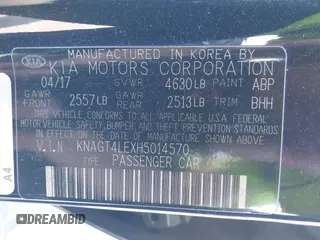 MANUFACTURED IN KOREA BY
KIA KIA MOTORS CORPORATION
04/17 GVWR 4630LB PAINT ABP
GAWR FRONT 2557LB GAWR REAR 2513LB TRIM BHH
THIS VEHICLE CONFORMS TO ALL APPLICABLE U.S.A FEDERAL
MOTOR VEHICLE SAFETY, BUMPER, AND THEFT PREVENTION
STANDARDS IN EFFECT ON THE DATE OF MANUFACTURE
SHOWN ABOVE.
V.I.N KNAGT4LEXH5014570
PASSENGER CAR
A4